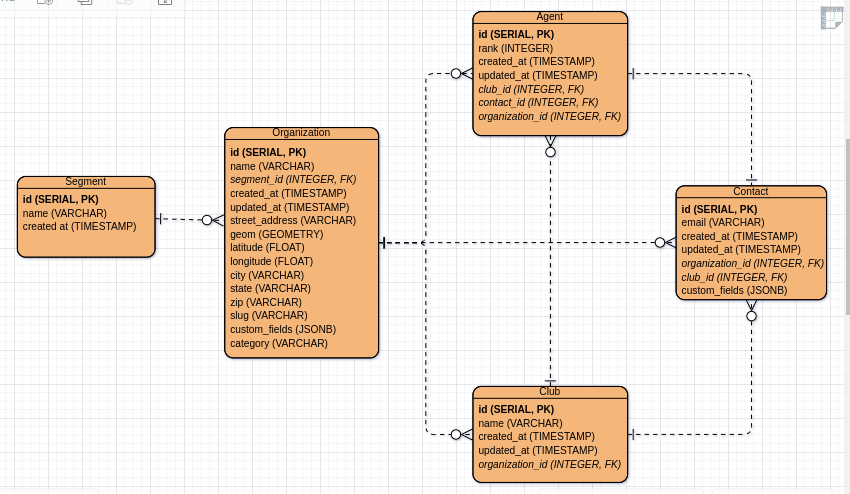 Agent
id (SERIAL, PK)
rank (INTEGER)
created_at (TIMESTAMP)
updated_at (TIMESTAMP)
club_id (INTEGER, FK)
contact_id (INTEGER, FK)
organization_id (INTEGER, FK)
Organization
id (SERIAL, PK)
name (VARCHAR)
segment_id (INTEGER, FK)
created_at (TIMESTAMP)
updated_at (TIMESTAMP)
street_address (VARCHAR)
geom (GEOMETRY)
latitude (FLOAT)
longitude (FLOAT)
city (VARCHAR)
state (VARCHAR)
zip (VARCHAR)
slug (VARCHAR)
custom_fields (JSONB)
category (VARCHAR)
Segment
id (SERIAL, PK)
name (VARCHAR)
created at (TIMESTAMP)
Contact
id (SERIAL, PK)
email (VARCHAR)
created_at (TIMESTAMP)
updated_at (TIMESTAMP)
organization_id (INTEGER, FK)
club_id (INTEGER, FK)
custom_fields (JSONB)
Club
id (SERIAL, PK)
name (VARCHAR)
created_at (TIMESTAMP)
updated_at (TIMESTAMP)
organization_id (INTEGER, FK)